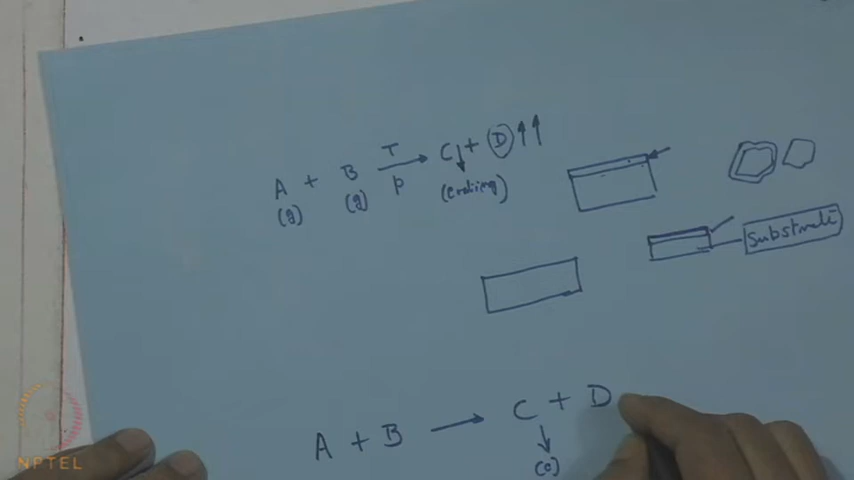 A + B T/P → C↓ + D ↑↑
(g) (g) (Coating)
Substrate
A + B → C + D
↓
(s)
NPTEL